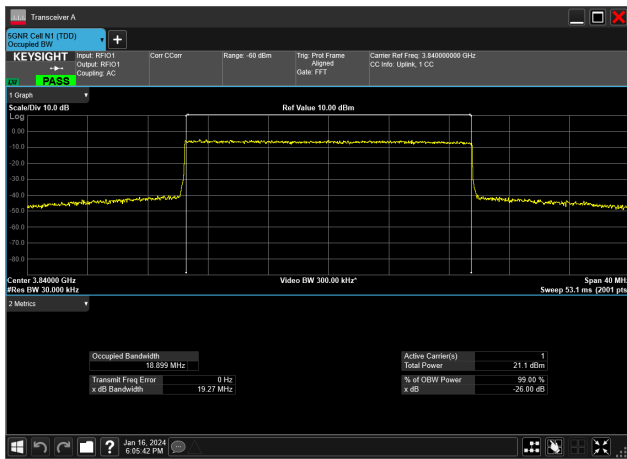 Transceiver A
5GNR Cell N1 (TDD)
Occupied BW
+
KEYSIGHT
PASS
Input: RFIO1
Output: RFIO1
Coupling: AC
Corr CCorr
Range: -60 dBm
Trig: Prot Frame
Aligned
Gate: FFT
Carrier Ref Freq: 3.840000000 GHz
CC Info: Uplink, 1 CC
1 Graph
Scale/Div 10.0 dB
Ref Value 10.00 dBm
Log
0.00
-10.0
-20.0
-30.0
-40.0
-50.0
-60.0
-70.0
-80.0
Center 3.84000 GHz
Video BW 300.00 kHz*
Span 40 MHz
#Res BW 30.000 kHz
Sweep 53.1 ms (2001 pts
2 Metrics
Occupied Bandwidth
18.899 MHz
Transmit Freq Error 0 Hz
x dB Bandwidth 19.27 MHz
Active Carrier(s) 1
Total Power 21.1 dBm
% of OBW Power 99.00 %
x dB -26.00 dB
?
Jan 16, 2024
6:05:42 PM